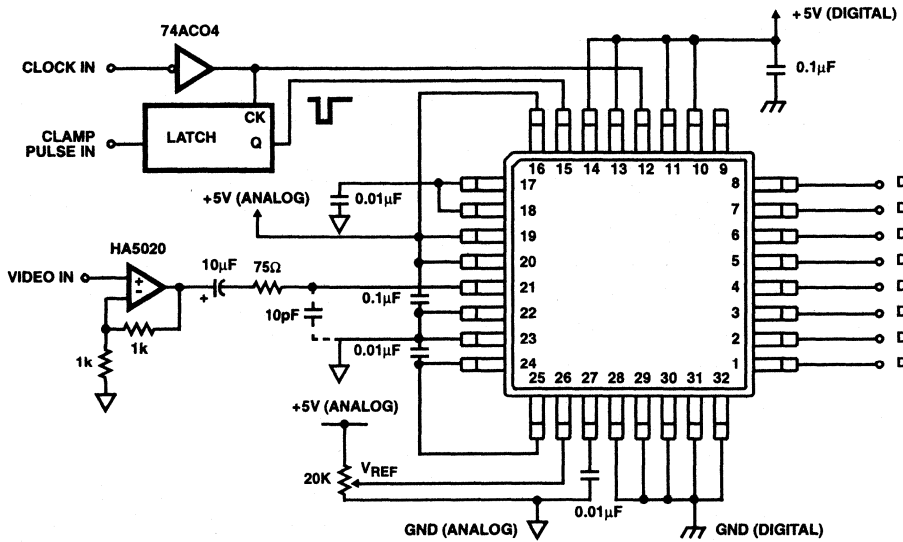 74ACO4
+5V (DIGITAL)
CLOCK IN
0.1µF
CK
LATCH
Q
CLAMP
PULSE IN
16 15 14 13 12 11 10 9
+5V (ANALOG)
0.01µF
17
18
19
20
21
22
23
24
8
7
6
5
4
3
2
1
D
D
D
D
D
D
D
D
HA5020
VIDEO IN
+
-
10µF
+
75Ω
10pF
0.1µF
0.01µF
1k
1k
25 26 27 28 29 30 31 32
+5V (ANALOG)
20K
VREF
0.01µF
GND (ANALOG)
GND (DIGITAL)